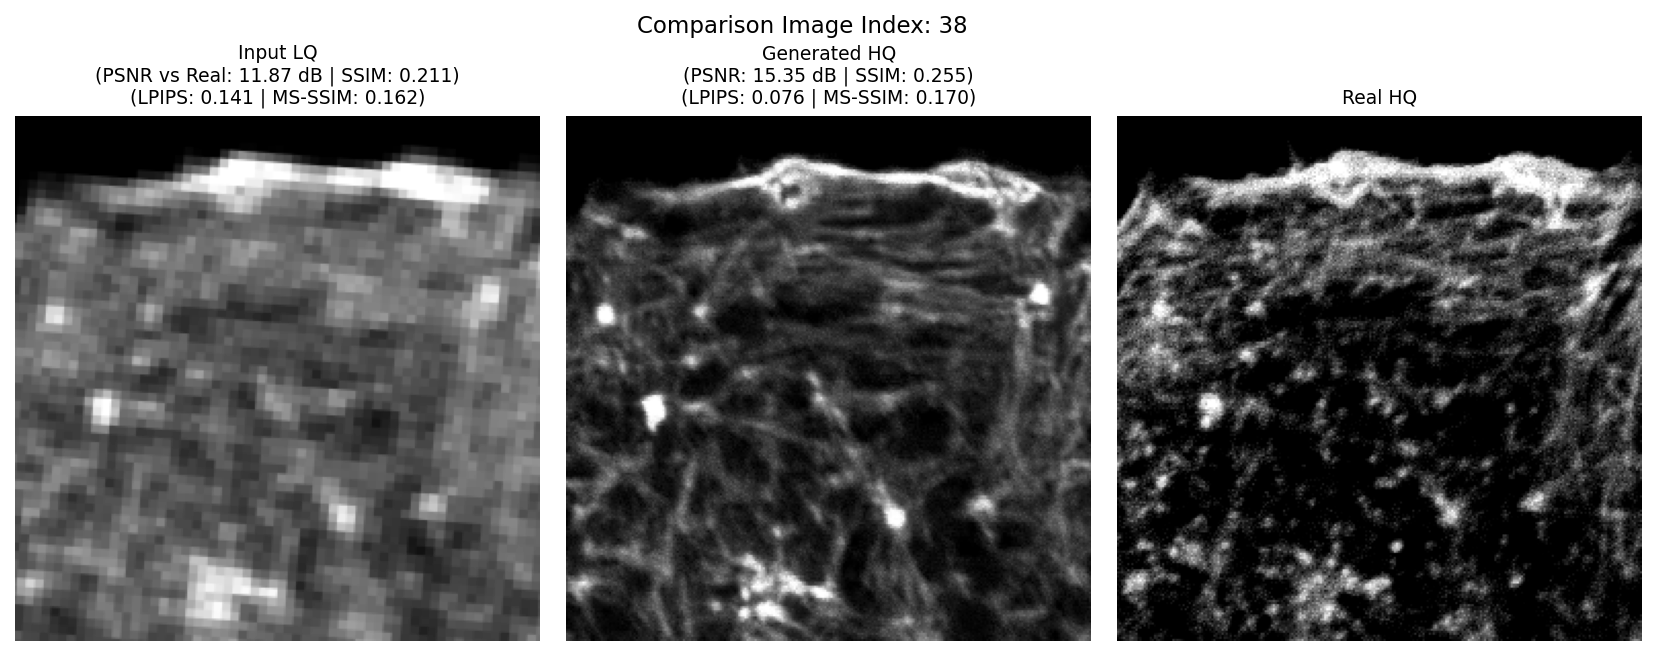 Comparison Image Index: 38
Input LQ
(PSNR vs Real: 11.87 dB | SSIM: 0.211)
(LPIPS: 0.141 | MS-SSIM: 0.162)
Generated HQ
(PSNR: 15.35 dB | SSIM: 0.255)
(LPIPS: 0.076 | MS-SSIM: 0.170)
Real HQ